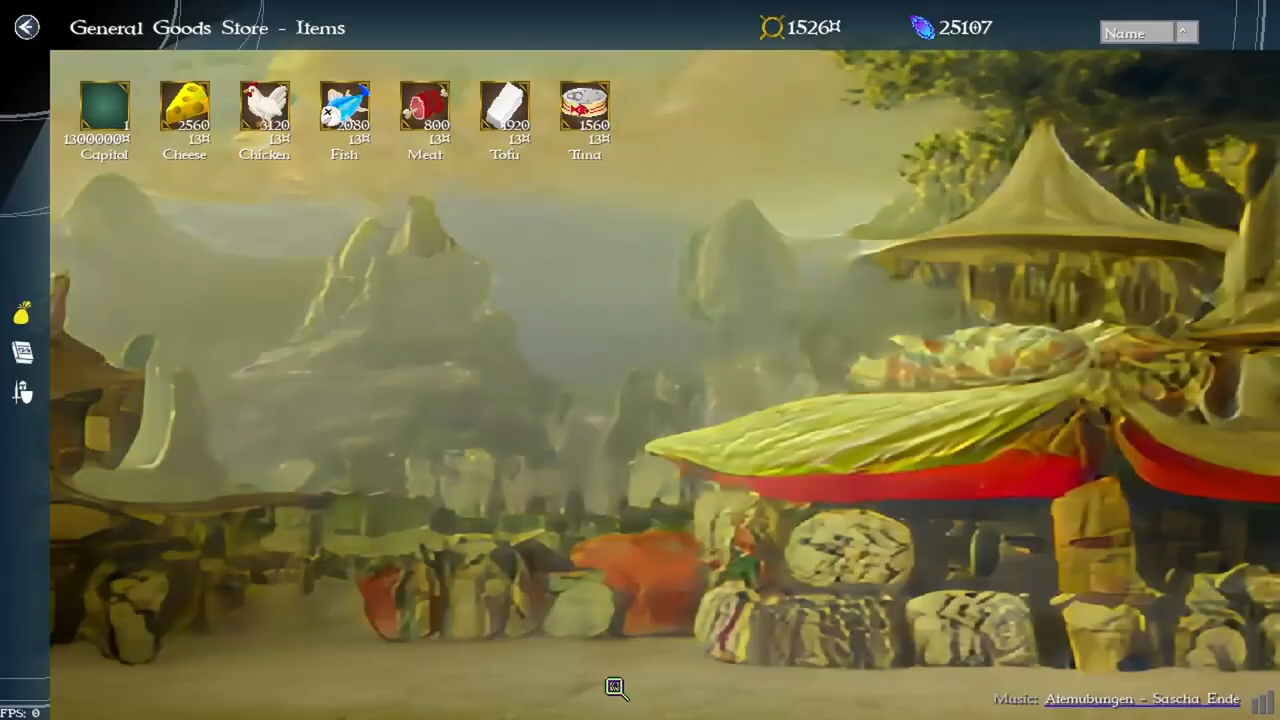 General Goods Store - Items
1526¤
25107
Name ^
1 2560 3120 2080 800 1920 1560
1300000¤ 13¤ 13¤ 13¤ 13¤ 13¤ 13¤
Capitol Cheese Chicken Fish Meat Tofu Tuna
Music: Atemubungen - Sascha Ende
FPS: 0